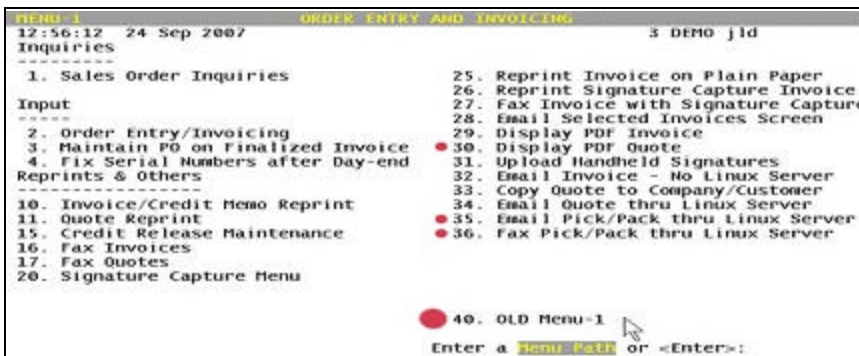 MENU-1 ORDER ENTRY AND INVOICING
12:56:12 24 Sep 2007 3 DEMO jld
Inquiries
---------
1. Sales Order Inquiries
Input
-----
2. Order Entry/Invoicing
3. Maintain PO on Finalized Invoice
4. Fix Serial Numbers after Day-end
Reprints & Others
-----------------
10. Invoice/Credit Memo Reprint
11. Quote Reprint
15. Credit Release Maintenance
16. Fax Invoices
17. Fax Quotes
20. Signature Capture Menu
25. Reprint Invoice on Plain Paper
26. Reprint Signature Capture Invoice
27. Fax Invoice with Signature Capture
28. Email Selected Invoices Screen
29. Display PDF Invoice
30. Display PDF Quote
31. Upload Handheld Signatures
32. Email Invoice - No Linux Server
33. Copy Quote to Company/Customer
34. Email Quote thru Linux Server
35. Email Pick/Pack thru Linux Server
36. Fax Pick/Pack thru Linux Server
40. OLD Menu-1
Enter a Menu Path or <Enter>: